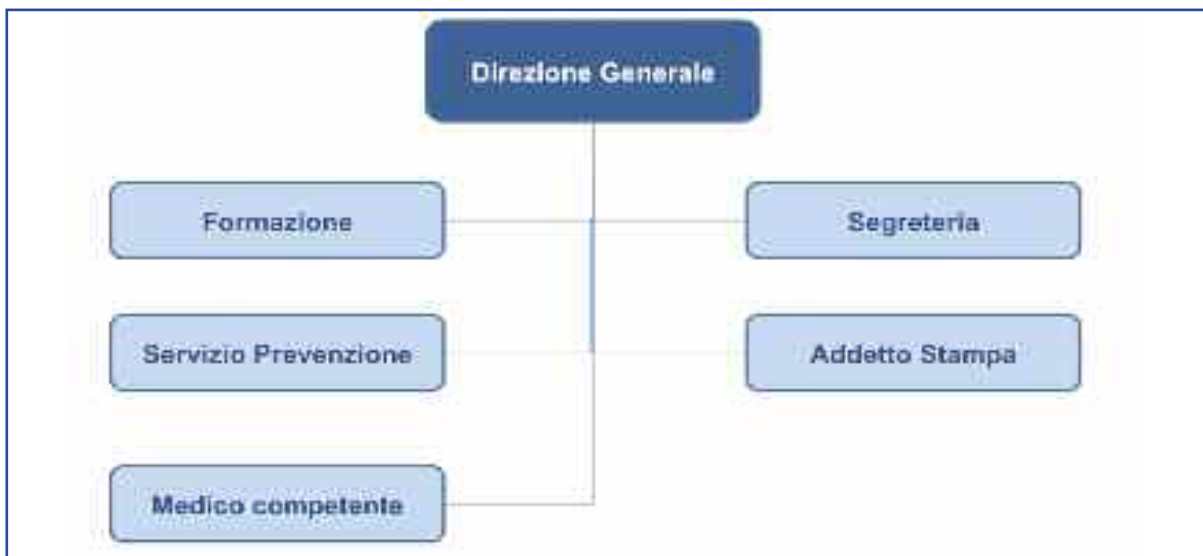 Direzione Generale
Formazione
Segreteria
Servizio Prevenzione
Addetto Stampa
Medico competente